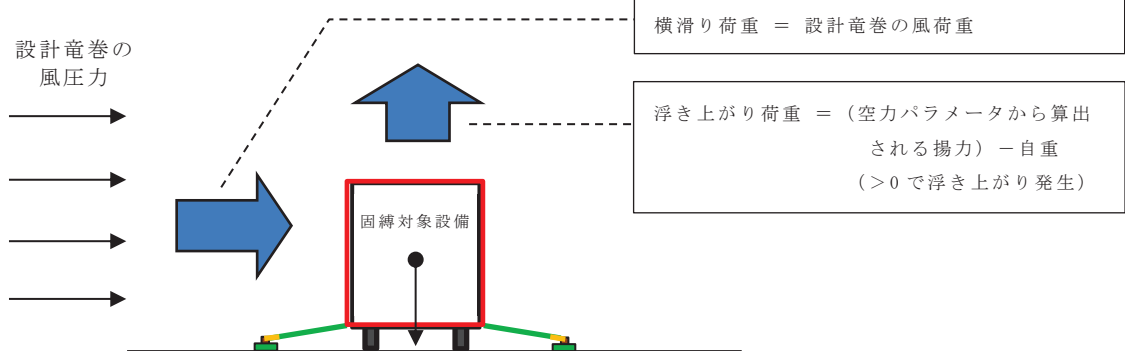 設計竜巻の
風圧力
横滑り荷重 ＝ 設計竜巻の風荷重
浮き上がり荷重 ＝（空力パラメータから算出
される揚力）－自重
（＞0で浮き上がり発生）
固縛対象設備